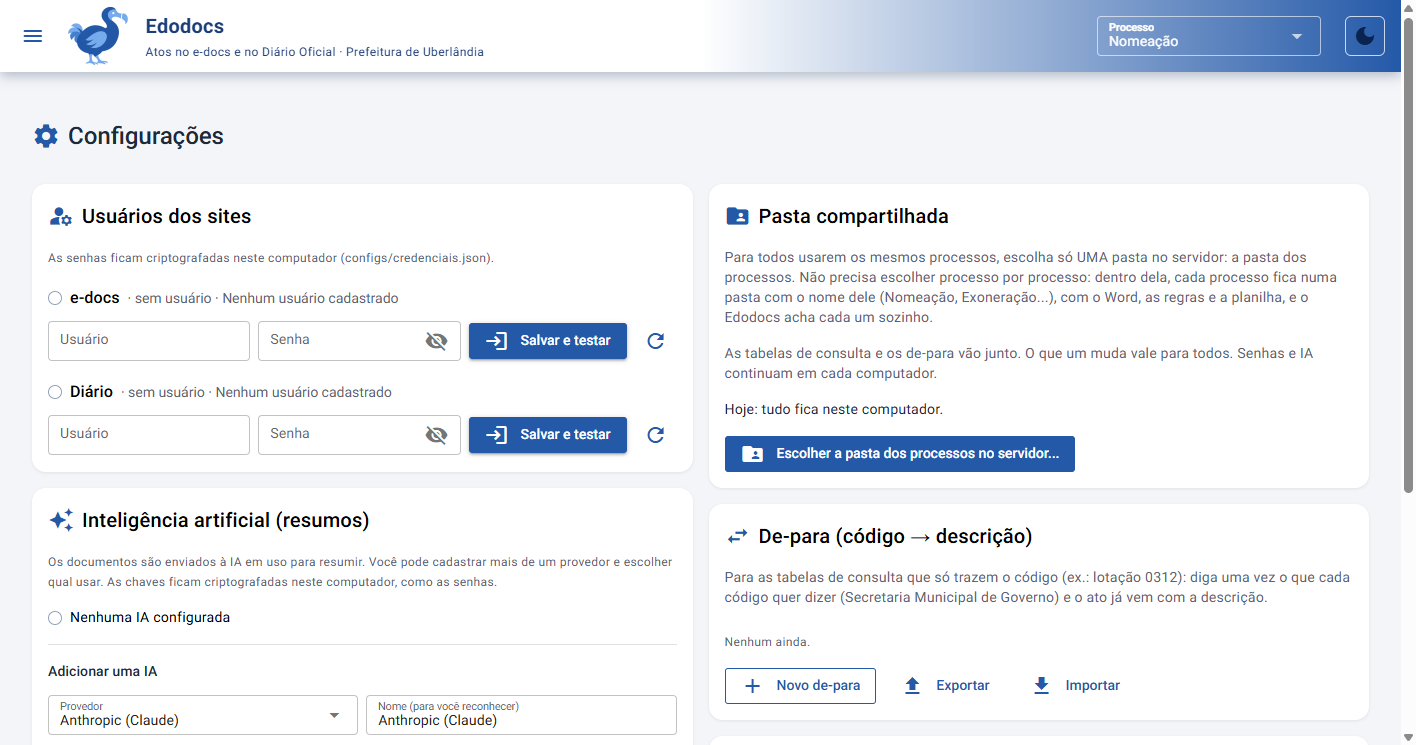 Edodocs
Atos no e-docs e no Diário Oficial · Prefeitura de Uberlândia
Processo
Nomeação
Configurações
Usuários dos sites
As senhas ficam criptografadas neste computador (configs/credenciais.json).
e-docs · sem usuário · Nenhum usuário cadastrado
Usuário
Senha
Salvar e testar
Diário · sem usuário · Nenhum usuário cadastrado
Usuário
Senha
Salvar e testar
Inteligência artificial (resumos)
Os documentos são enviados à IA em uso para resumir. Você pode cadastrar mais de um provedor e escolher
qual usar. As chaves ficam criptografadas neste computador, como as senhas.
Nenhuma IA configurada
Adicionar uma IA
Provedor
Anthropic (Claude)
Nome (para você reconhecer)
Anthropic (Claude)
Pasta compartilhada
Para todos usarem os mesmos processos, escolha só UMA pasta no servidor: a pasta dos
processos. Não precisa escolher processo por processo: dentro dela, cada processo fica numa
pasta com o nome dele (Nomeação, Exoneração...), com o Word, as regras e a planilha, e o
Edodocs acha cada um sozinho.
As tabelas de consulta e os de-para vão junto. O que um muda vale para todos. Senhas e IA
continuam em cada computador.
Hoje: tudo fica neste computador.
Escolher a pasta dos processos no servidor...
De-para (código → descrição)
Para as tabelas de consulta que só trazem o código (ex.: lotação 0312): diga uma vez o que cada
código quer dizer (Secretaria Municipal de Governo) e o ato já vem com a descrição.
Nenhum ainda.
Novo de-para
Exportar
Importar